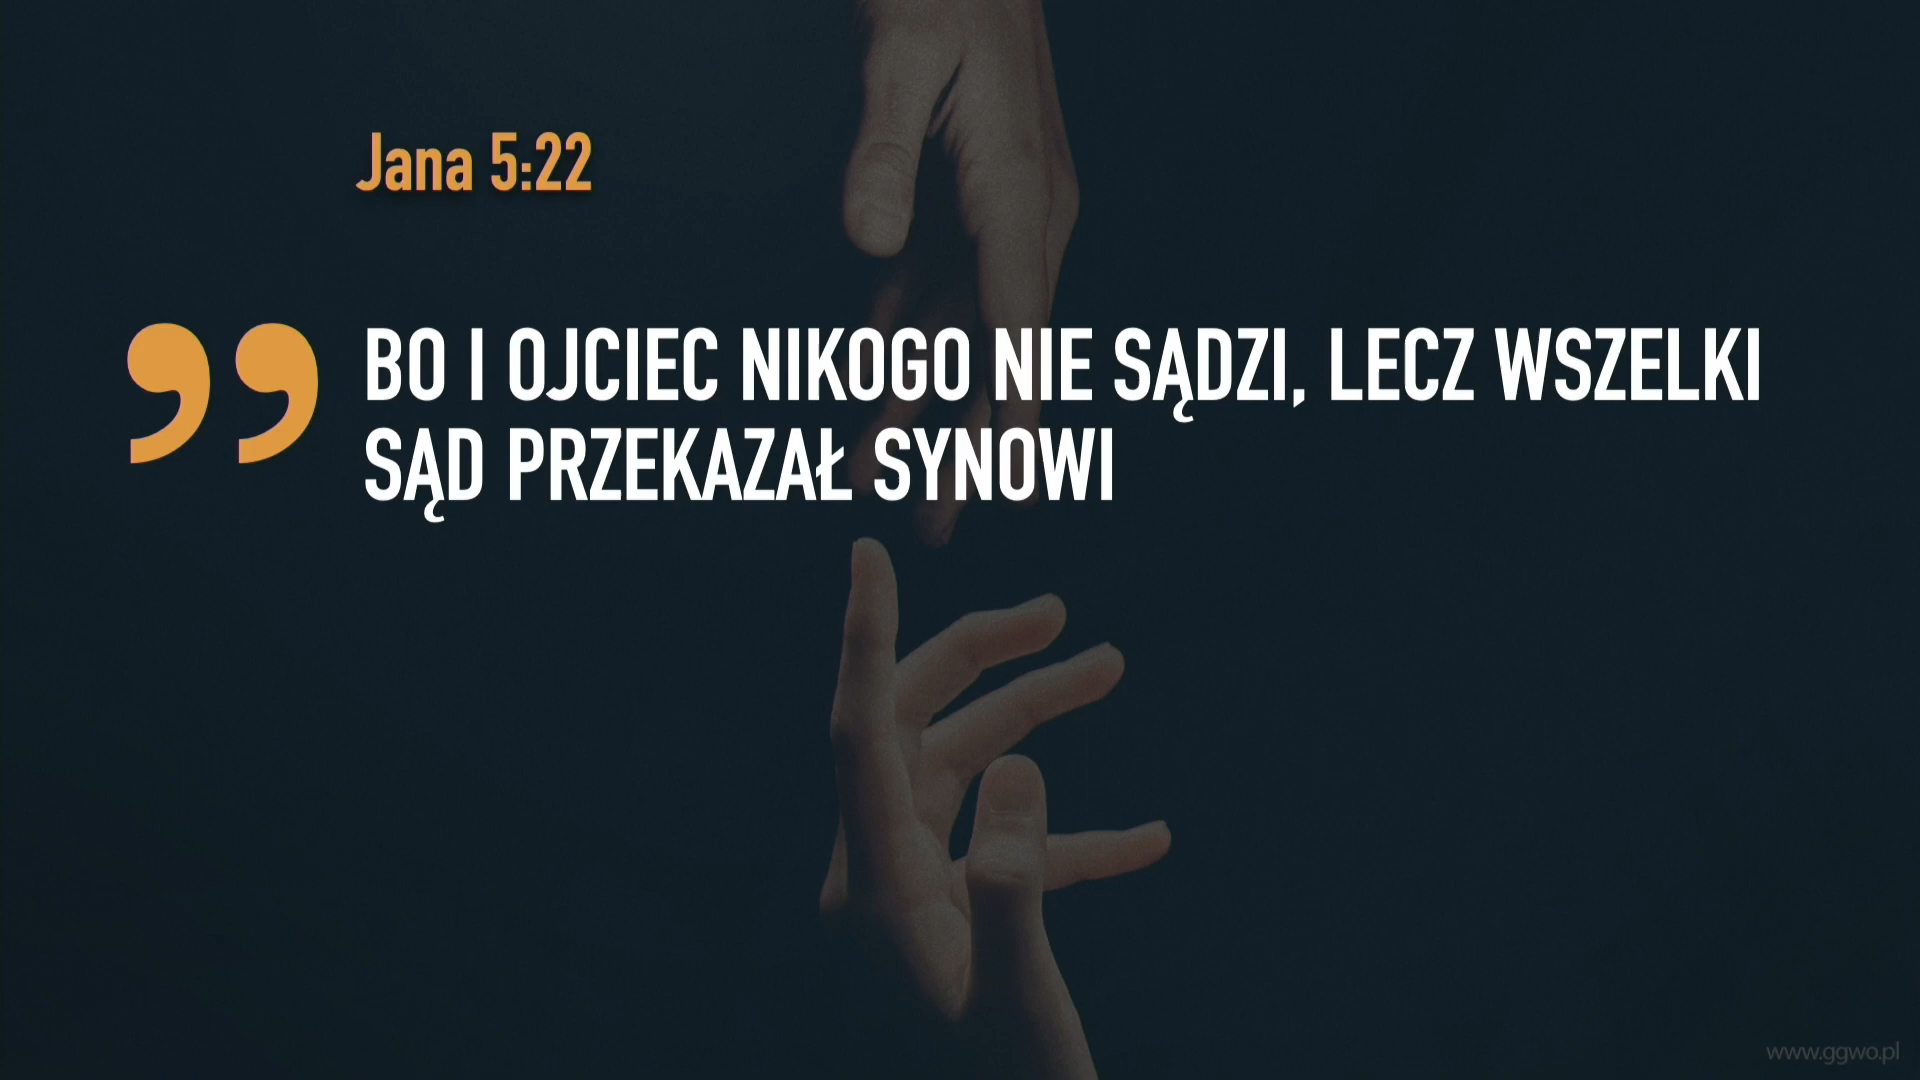 Jana 5:22
” BO I OJCIEC NIKOGO NIE SĄDZI, LECZ WSZELKI
SĄD PRZEKAZAŁ SYNOWI
www.ggwo.pl